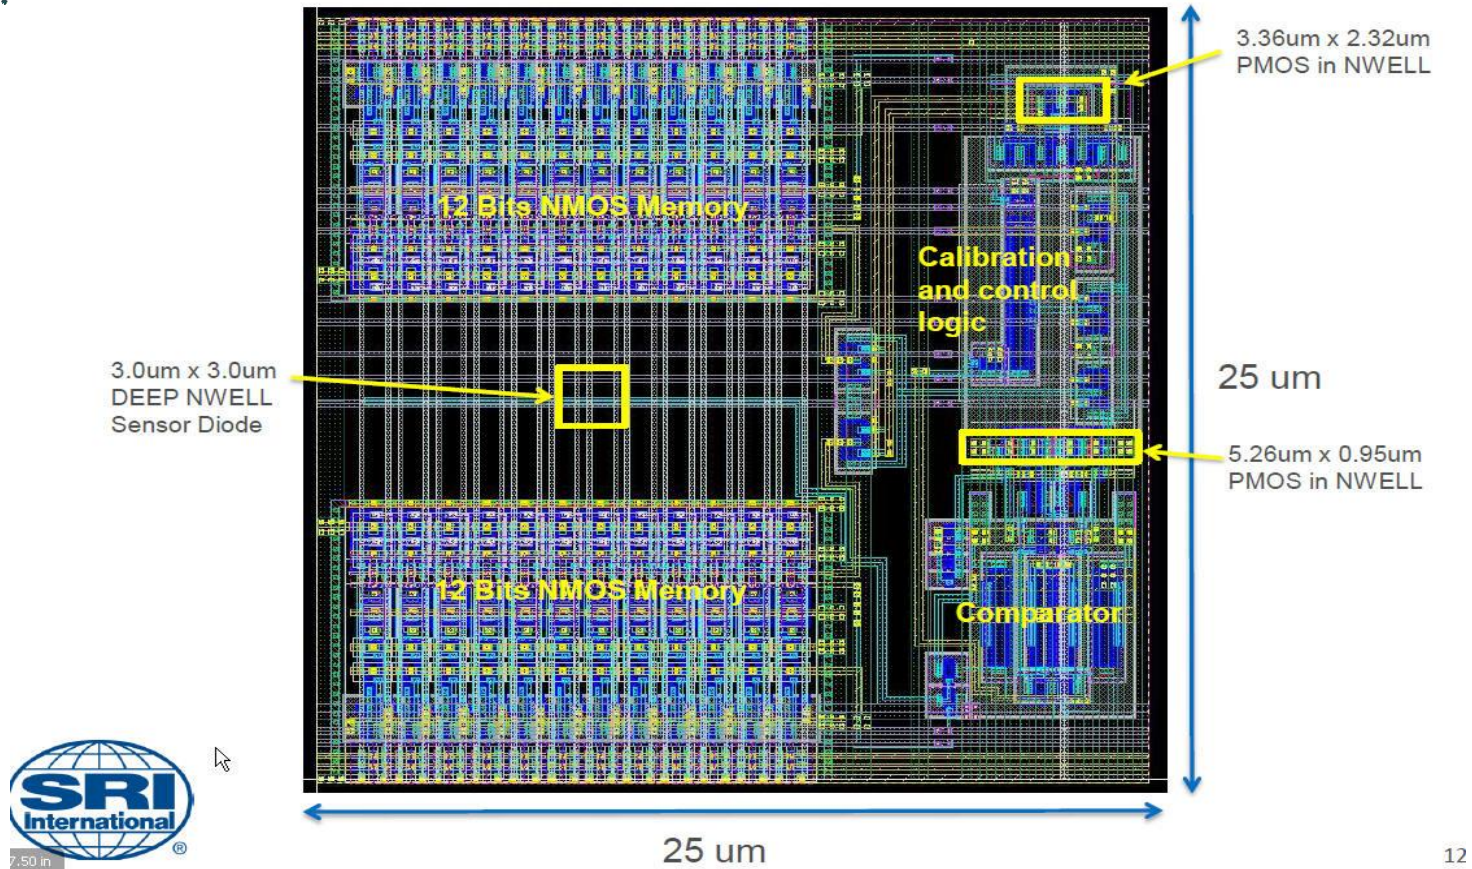 3.36um x 2.32um
PMOS in NWELL
12 Bits NMOS Memory
Calibration
and control
logic
3.0um x 3.0um
DEEP NWELL
Sensor Diode
25 um
5.26um x 0.95um
PMOS in NWELL
12 Bits NMOS Memory
Comparator
SRI
International
®
7.50 in
25 um
12